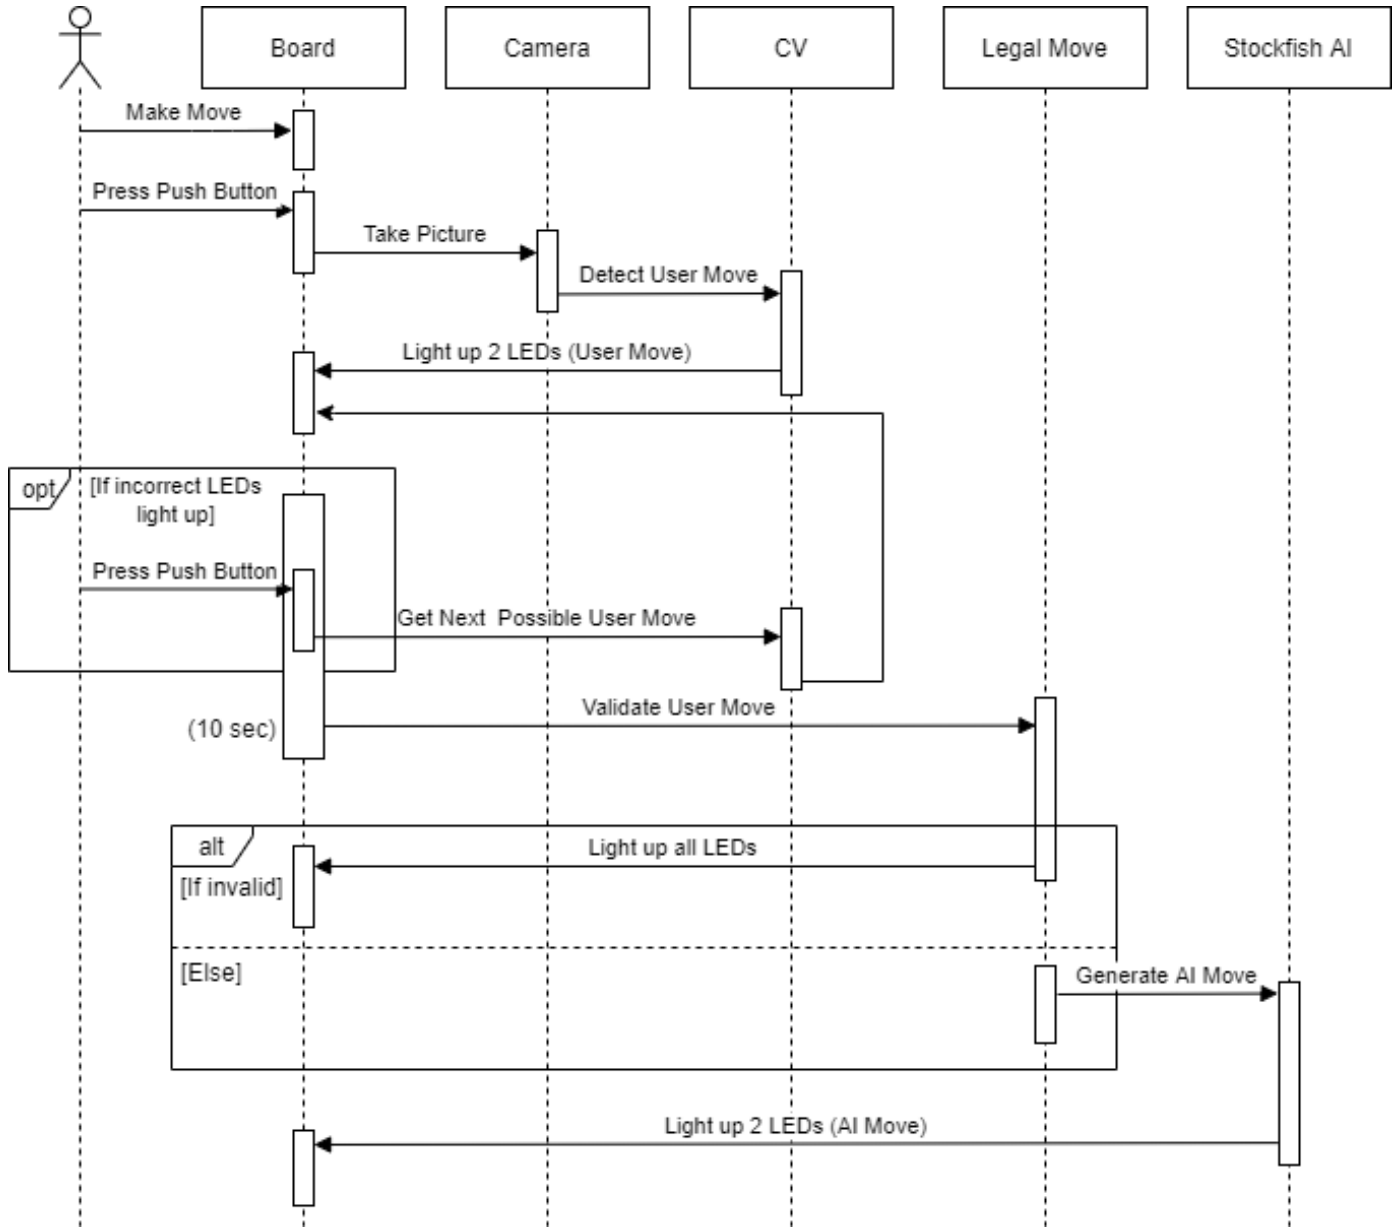 Board
Camera
CV
Legal Move
Stockfish AI
Make Move
Press Push Button
Take Picture
Detect User Move
Light up 2 LEDs (User Move)
opt
[If incorrect LEDs
light up]
Press Push Button
Get Next  Possible User Move
Validate User Move
(10 sec)
alt
Light up all LEDs
[If invalid]
[Else]
Generate AI Move
Light up 2 LEDs (AI Move)